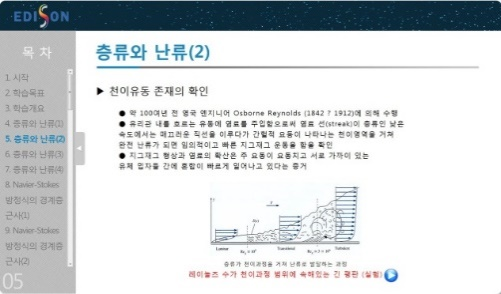 EDISON
목 차
1. 시작
2. 학습목표
3. 학습개요
4. 층류와 난류(1)
5. 층류와 난류(2)
6. 층류와 난류(3)
7. 층류와 난류(4)
8. Navier-Stokes
방정식의 경계층
근사(1)
9. Navier-Stokes
방정식의 경계층
근사(2)
05
층류와 난류(2)
▶ 천이유동 존재의 확인
● 약 100여년 전 영국 엔지니어 Osborne Reynolds (1842 ? 1912)에 의해 수행
● 유리관 내를 흐르는 유동에 염료를 주입함으로써 염료 선(streak)이 층류인 낮은
속도에서는 매끄러운 직선을 이루다가 간헐적 요동이 나타나는 천이영역을 거쳐
완전 난류가 되면 임의적이고 빠른 지그재그 운동을 함을 확인
● 지그재그 형상과 염료의 확산은 주 요동이 요동치고 서로 가까이 있는
유체 입자들 간에 혼합이 빠르게 일어나고 있다는 증거
Laminar
Transitional
Turbulent
층류가 천이과정을 거쳐 난류로 발달하는 과정
레이놀즈 수가 천이과정 범위에 속해있는 긴 평판 (실험)